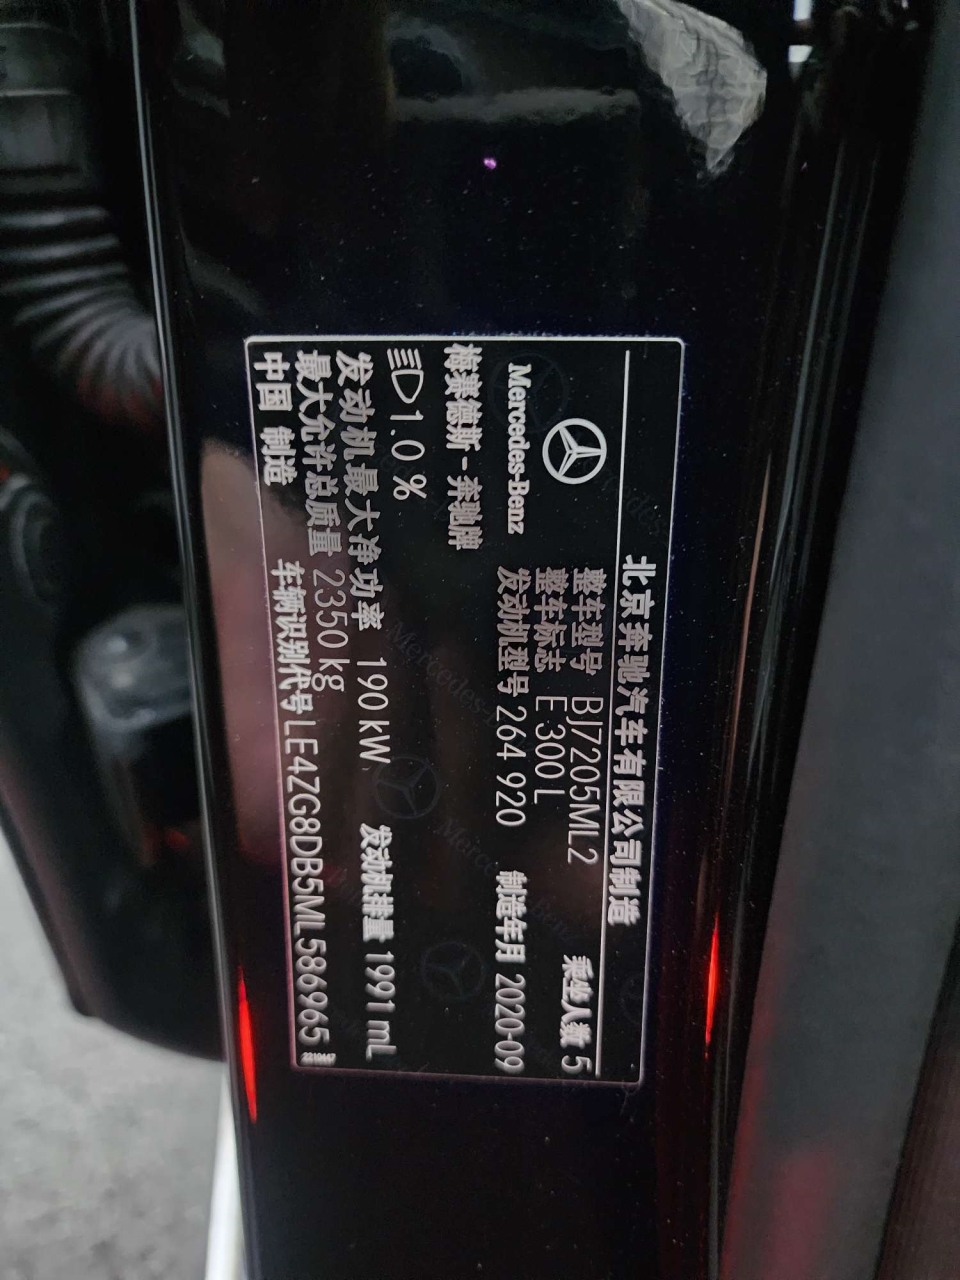 北京奔驰汽车有限公司制造
整车型号 BJ7205ML2 乘坐人数 5
整车标志 E 300 L
Mercedes-Benz 发动机型号 264 920 制造年月 2020-09
梅赛德斯-奔驰牌
1.0 %
发动机最大净功率 190 kW 发动机排量 1991 mL
最大允许总质量 2350 kg
中国 制造 车辆识别代号 LE4ZG8DB5ML586965
2210447